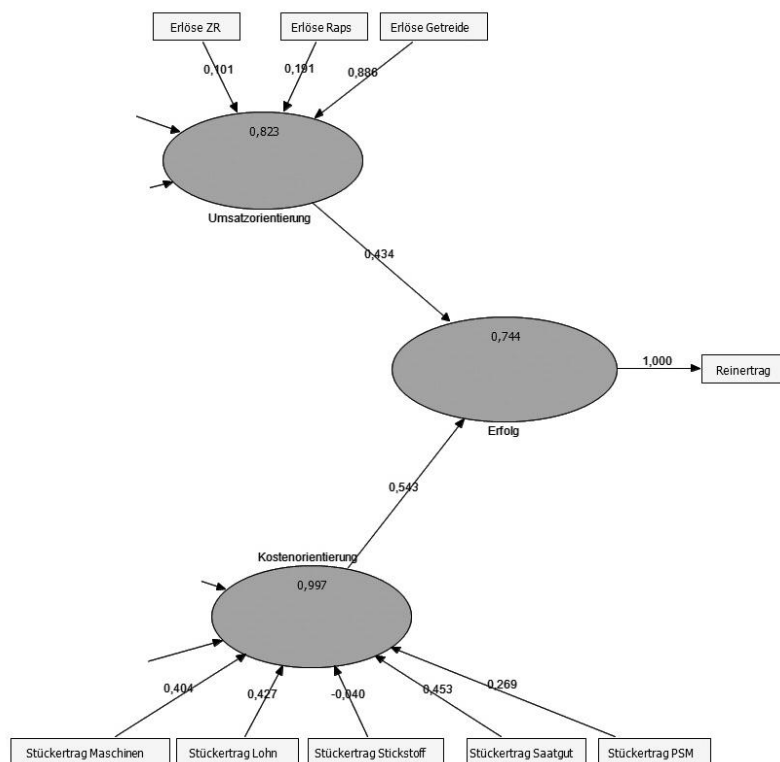 Erlöse ZR
Erlöse Raps
Erlöse Getreide
0,101
0,191
0,886
0,823
Umsatzorientierung
0,434
0,744
1,000
Reinertrag
Erfolg
0,543
Kostenorientierung
0,997
0,404
0,427
-0,040
0,453
0,269
Stückertrag Maschinen
Stückertrag Lohn
Stückertrag Stickstoff
Stückertrag Saatgut
Stückertrag PSM